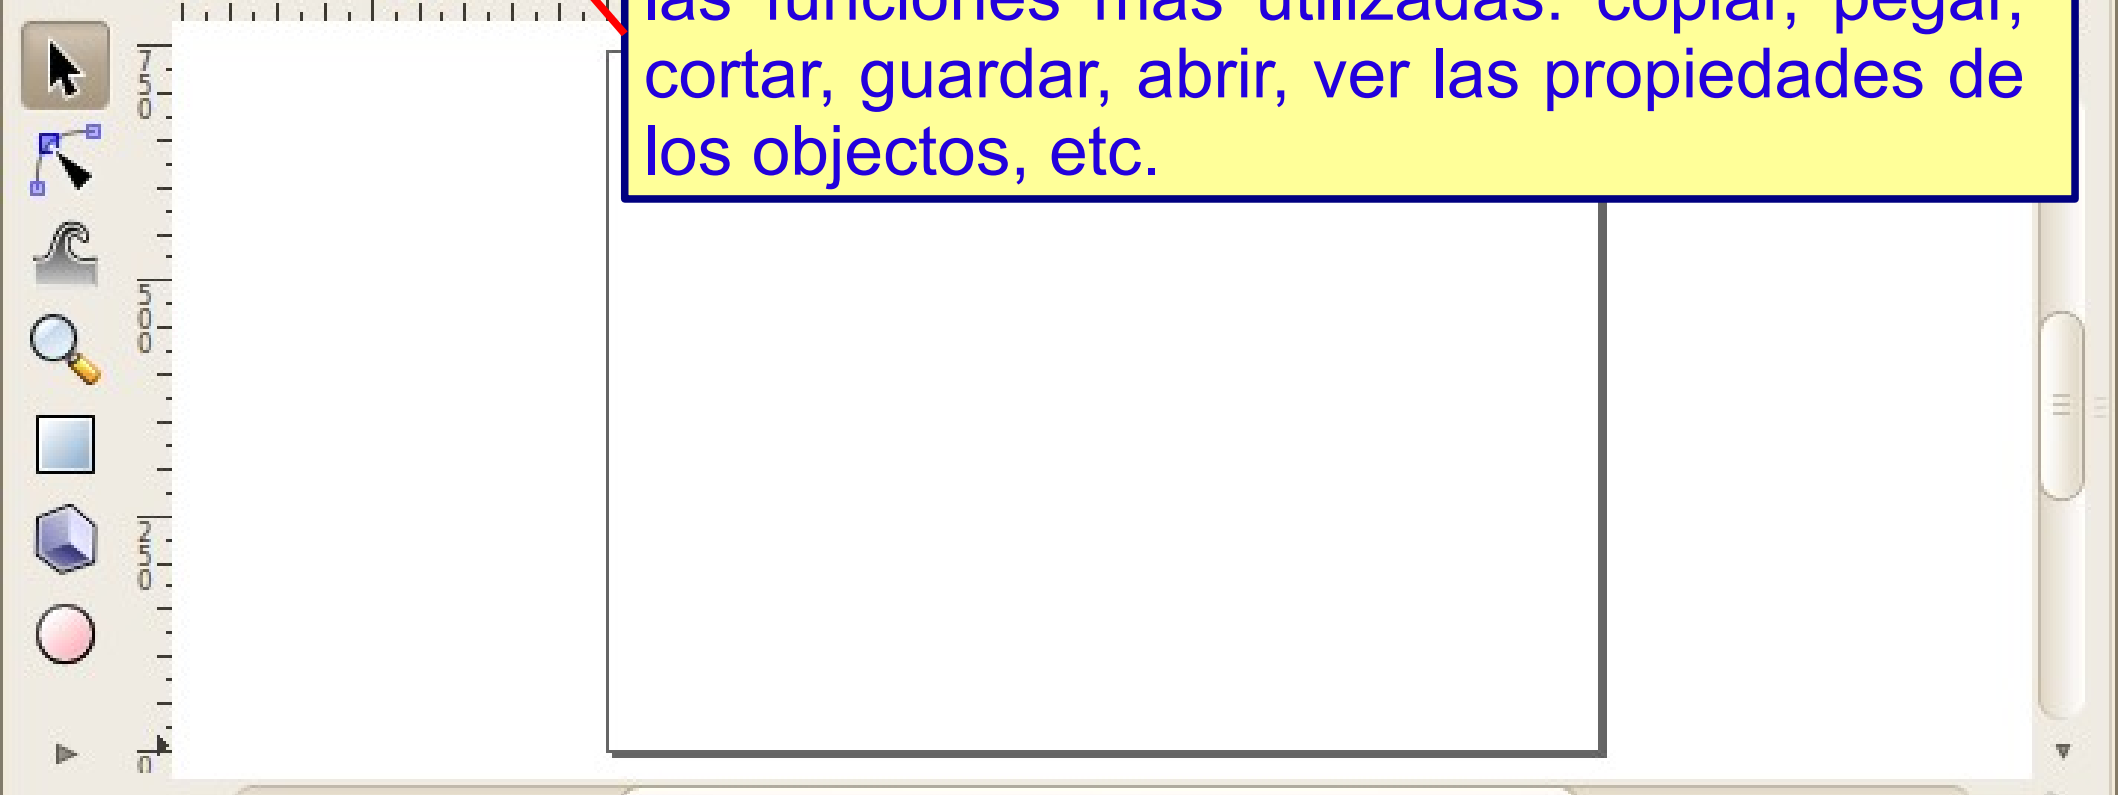 las funciones más utilizadas: copiar, pegar,
cortar, guardar, abrir, ver las propiedades de
los objectos, etc.
750
500
250
0